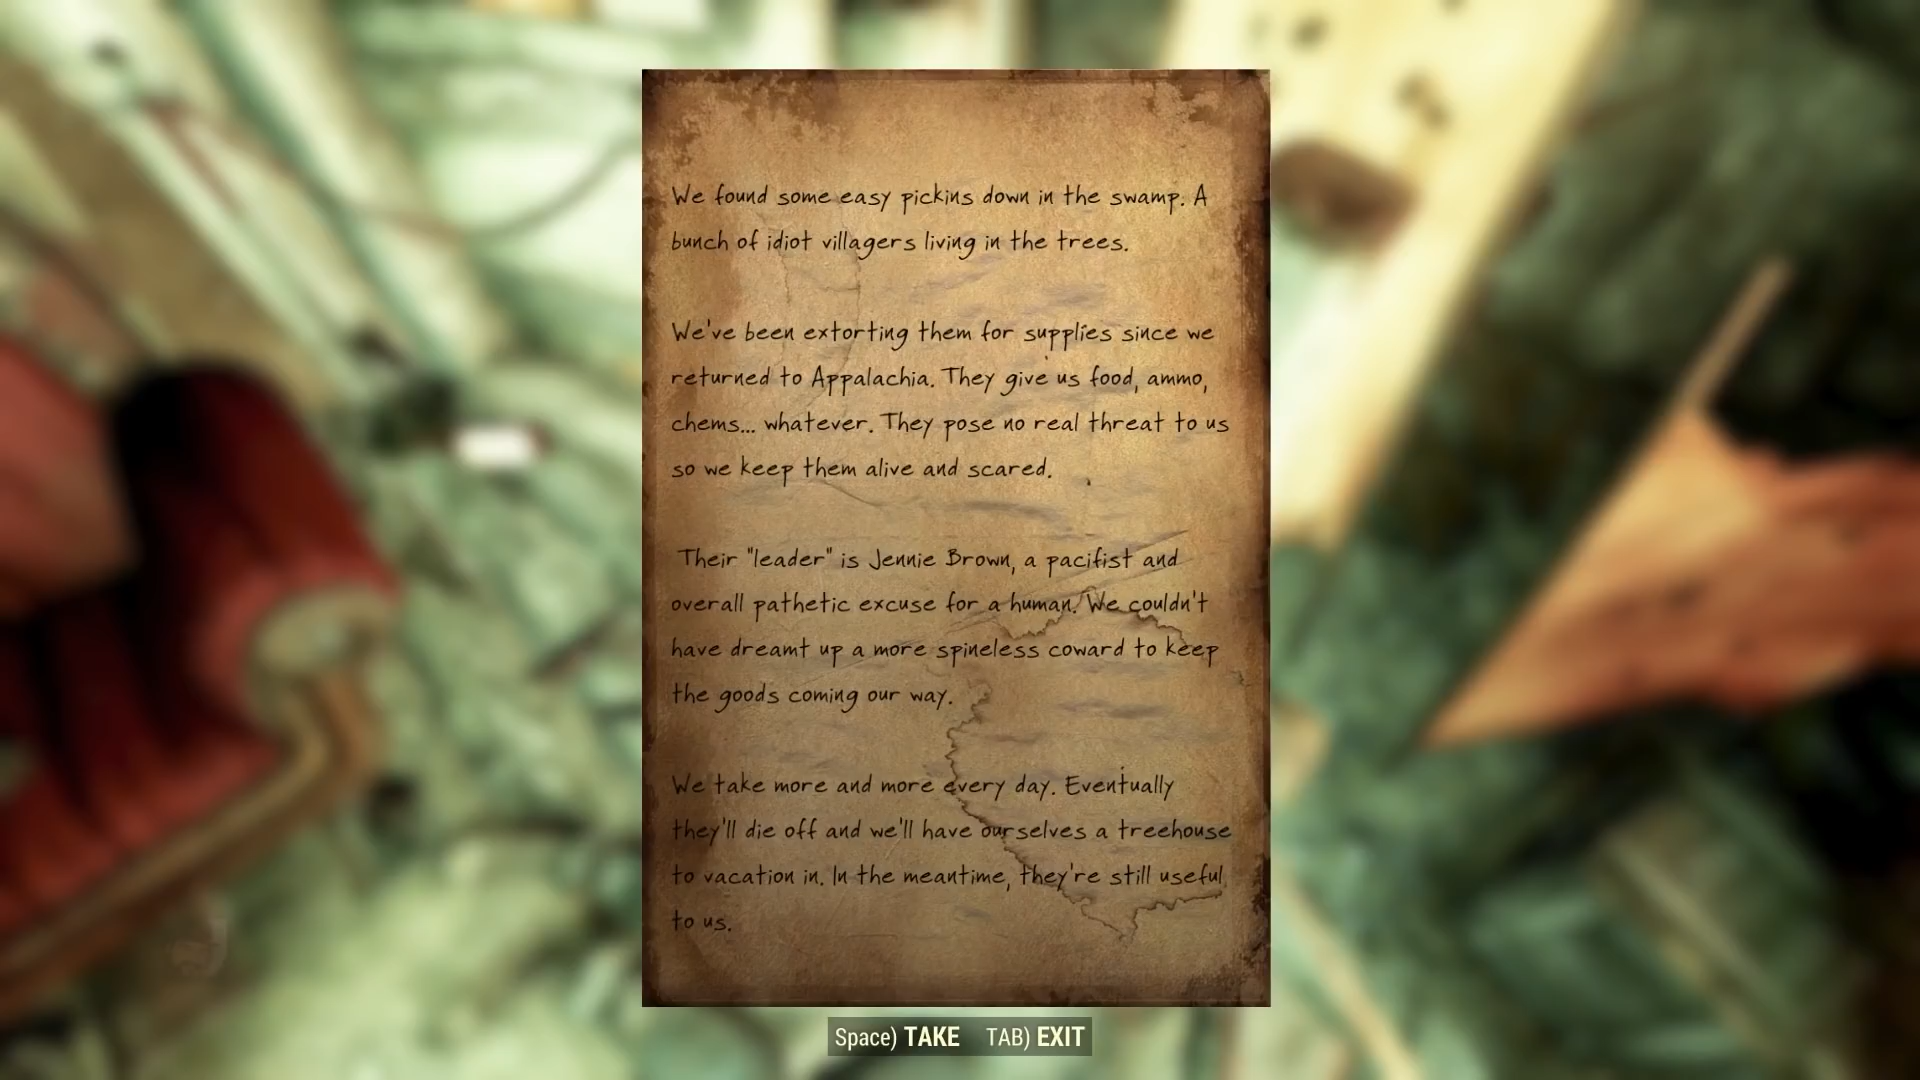 We found some easy pickins down in the swamp. A
bunch of idiot villagers living in the trees.
We've been extorting them for supplies since we
returned to Appalachia. They give us food, ammo,
chems... whatever. They pose no real threat to us
so we keep them alive and scared.
Their "leader" is Jennie Brown, a pacifist and
overall pathetic excuse for a human. We couldn't
have dreamt up a more spineless coward to keep
the goods coming our way.
We take more and more every day. Eventually
they'll die off and we'll have ourselves a treehouse
to vacation in. In the meantime, they're still useful
to us.
Space) TAKE TAB) EXIT